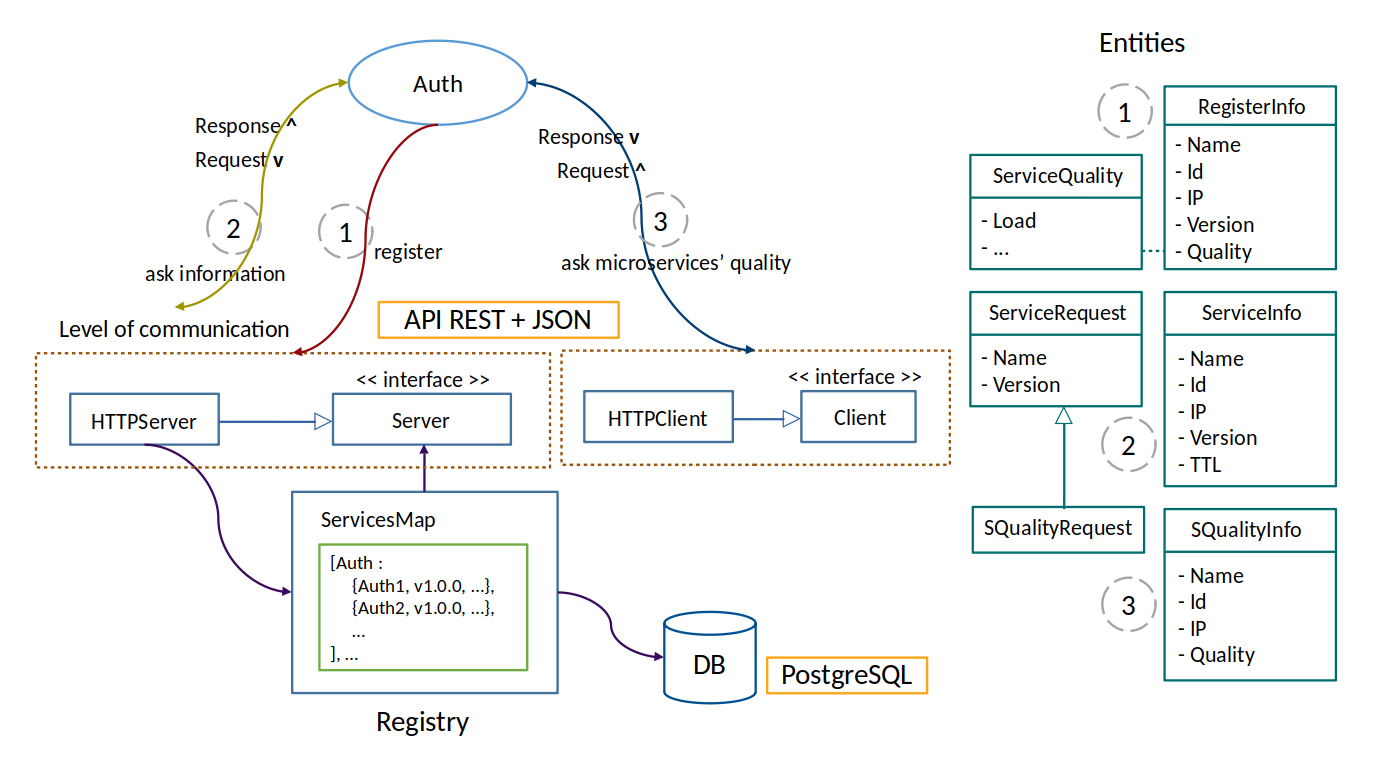 Auth
Response ^
Request v
2
ask information
1
register
Response v
Request ^
3
ask microservices’ quality
Level of communication
API REST + JSON
<< interface >>
HTTPServer
Server
<< interface >>
HTTPClient
Client
ServicesMap
[Auth :
{Auth1, v1.0.0, ...},
{Auth2, v1.0.0, ...},
...
], ...
Registry
DB
PostgreSQL
Entities
1
RegisterInfo
- Name
- Id
- IP
- Version
- Quality
ServiceQuality
- Load
- ...
ServiceRequest
- Name
- Version
2
ServiceInfo
- Name
- Id
- IP
- Version
- TTL
SQualityRequest
3
SQualityInfo
- Name
- Id
- IP
- Quality